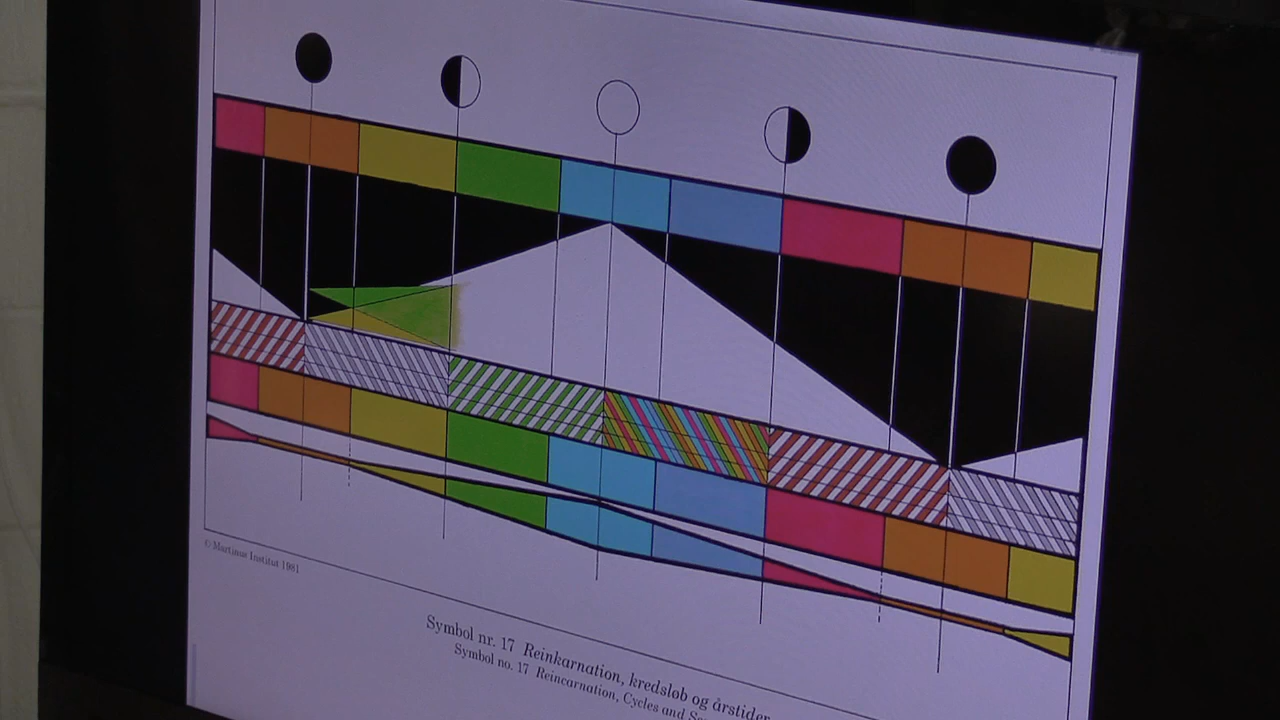 © Martinus Institut 1981
Symbol nr. 17 Reinkarnation, kredsløb og årstider
Symbol no. 17 Reincarnation, Cycles and